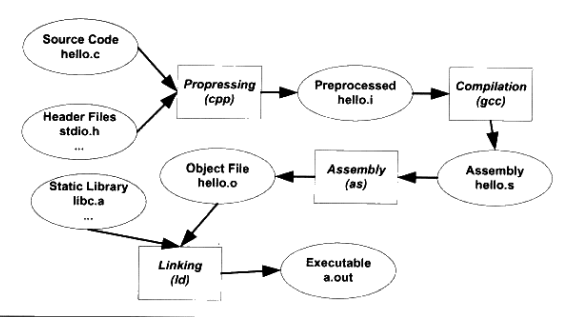 Source Code
hello.c
Header Files
stdio.h
...
Propressing
(cpp)
Preprocessed
hello.i
Compilation
(gcc)
Assembly
hello.s
Assembly
(as)
Object File
hello.o
Static Library
libc.a
...
Linking
(ld)
Executable
a.out